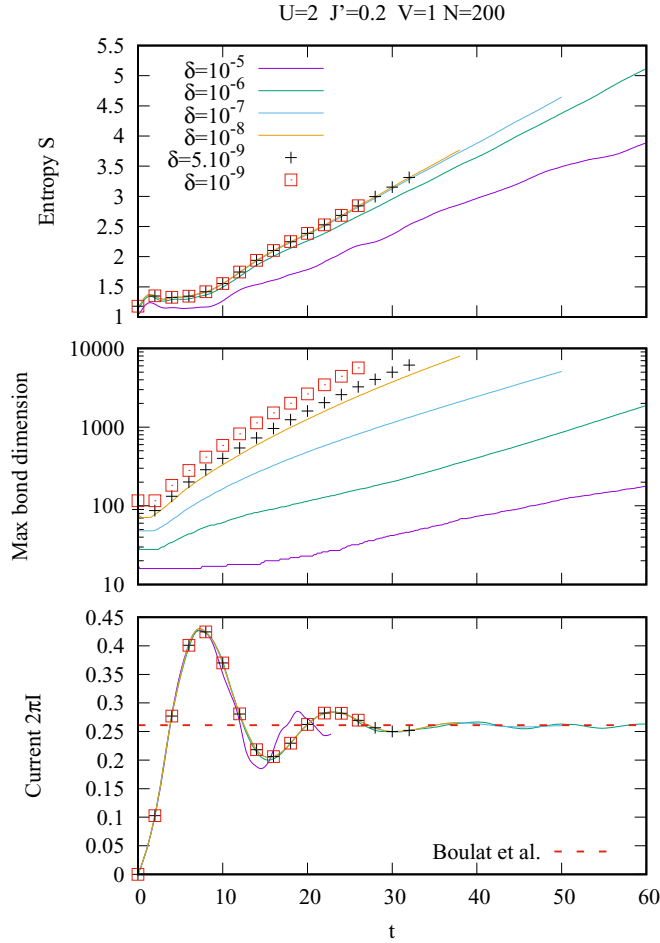 U=2 J'=0.2 V=1 N=200
Entropy S
5.5
5
4.5
4
3.5
3
2.5
2
1.5
1
δ=10⁻⁵
δ=10⁻⁶
δ=10⁻⁷
δ=10⁻⁸
δ=5.10⁻⁹
δ=10⁻⁹
Max bond dimension
10000
1000
100
10
Current 2πI
0.45
0.4
0.35
0.3
0.25
0.2
0.15
0.1
0.05
0
Boulat et al.
0 10 20 30 40 50 60
t